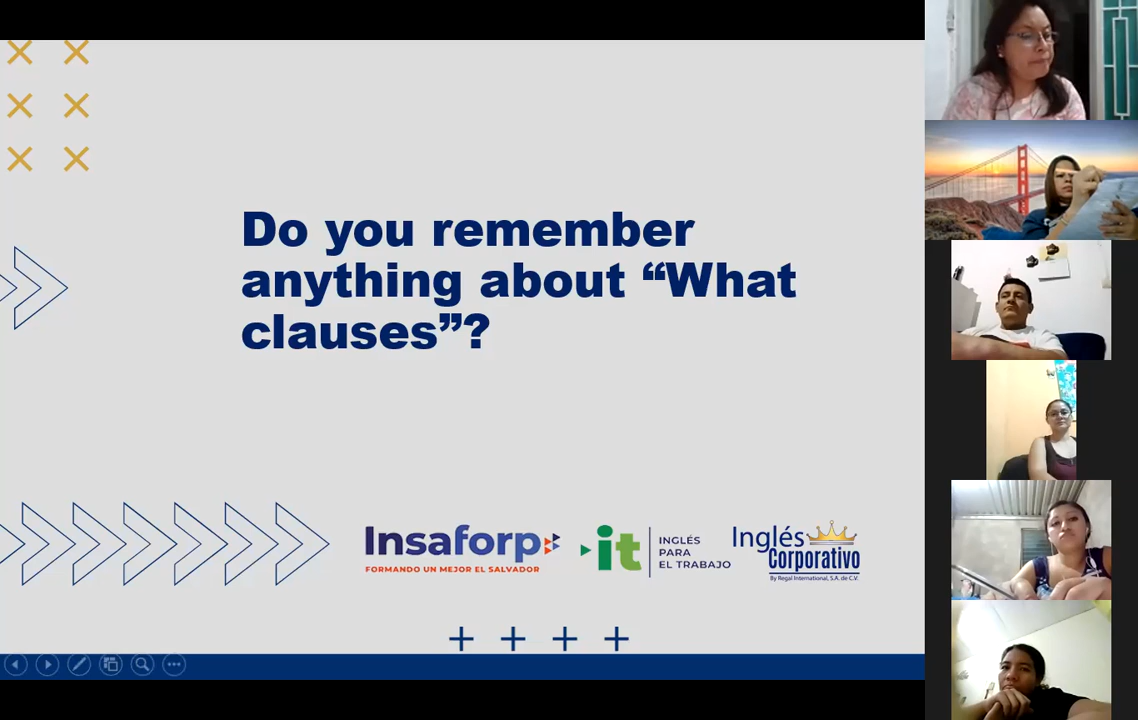 Do you remember
anything about “What
clauses”?
Insaforp
FORMANDO UN MEJOR EL SALVADOR
it
INGLÉS
PARA
EL TRABAJO
Inglés
Corporativo
By Regal International, S.A. de C.V.